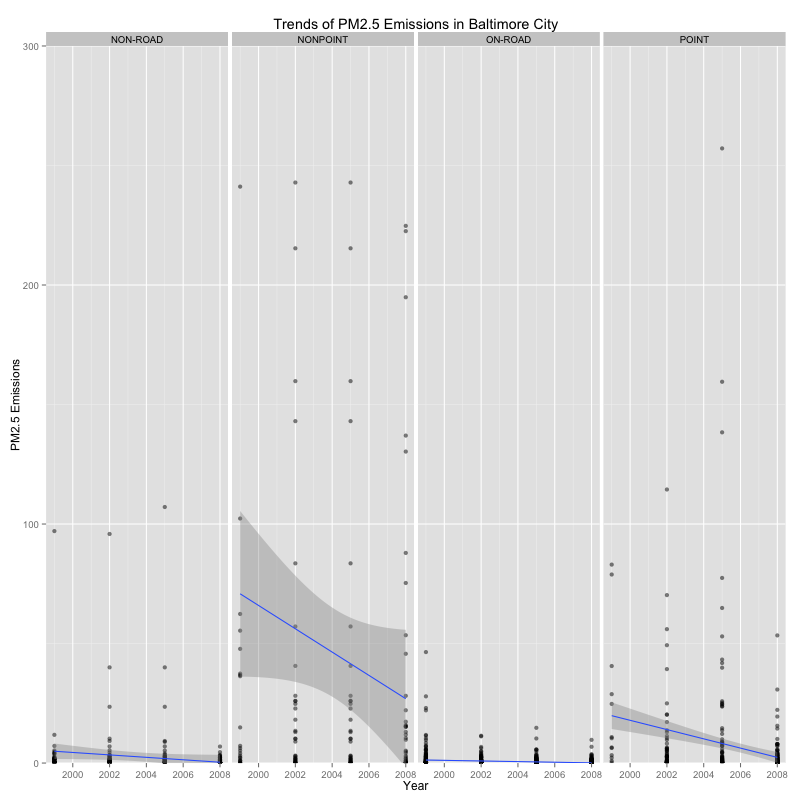 Trends of PM2.5 Emissions in Baltimore City
NON-ROAD NONPOINT ON-ROAD POINT
PM2.5 Emissions
300
200
100
0
2000 2002 2004 2006 2008 2000 2002 2004 2006 2008 2000 2002 2004 2006 2008 2000 2002 2004 2006 2008
Year